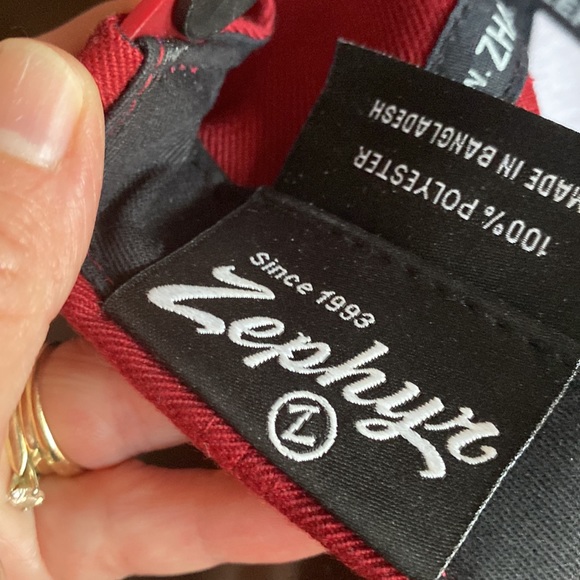 Since 1993
Zephyr
Z
100% POLYESTER
MADE IN BANGLADESH